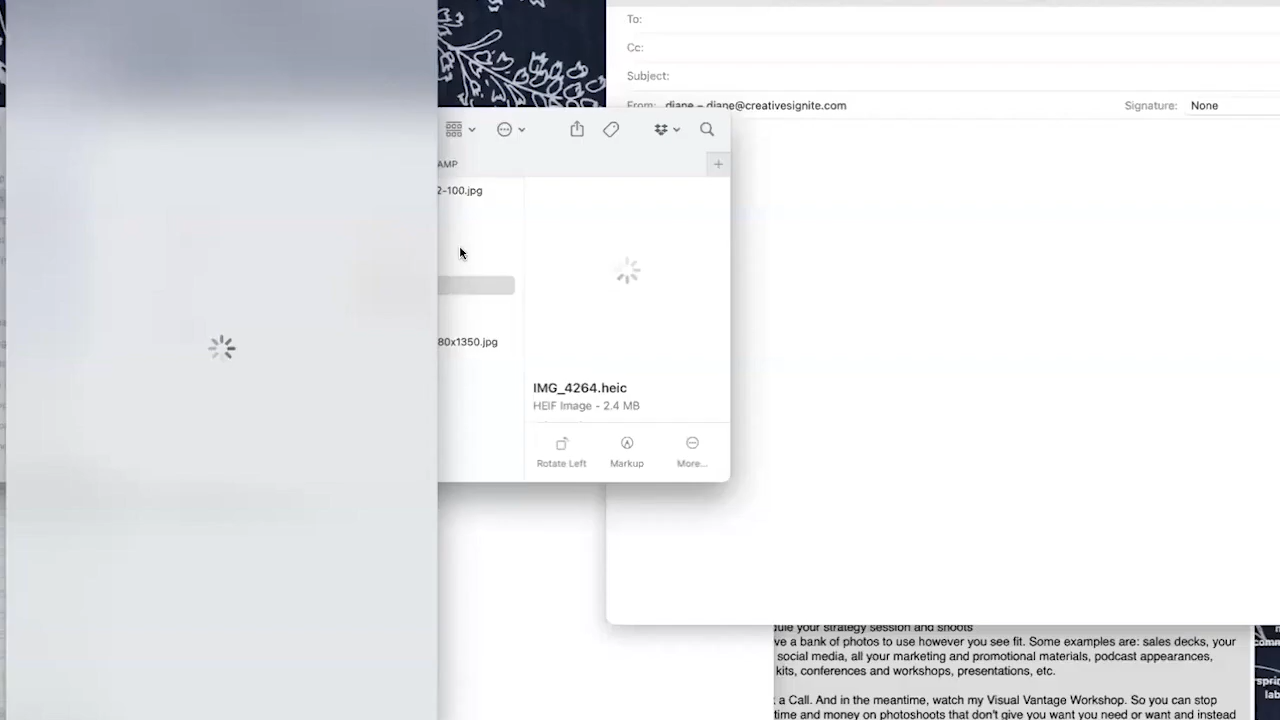 To:
Cc:
Subject:
From: diane – diane@creativesignite.com
Signature: None
AMP
2-100.jpg
80x1350.jpg
IMG_4264.heic
HEIF Image - 2.4 MB
Rotate Left
Markup
More...
your strategy session and shoots
ve a bank of photos to use however you see fit. Some examples are: sales decks, your
social media, all your marketing and promotional materials, podcast appearances,
kits, conferences and workshops, presentations, etc.
a Call. And in the meantime, watch my Visual Vantage Workshop. So you can stop
time and money on photoshoots that don't give you want you need or want and instead